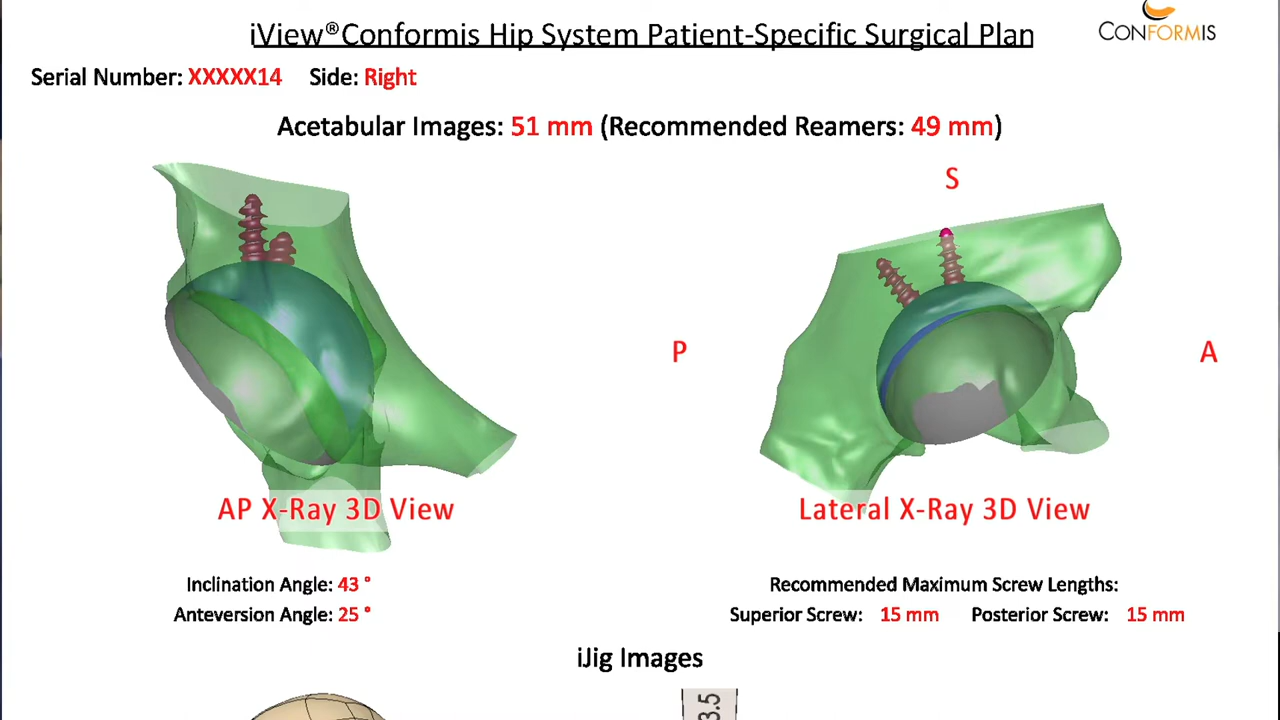 iView®Conformis Hip System Patient-Specific Surgical Plan
CONFORMIS
Serial Number: XXXXX14 Side: Right
Acetabular Images: 51 mm (Recommended Reamers: 49 mm)
S
P
A
AP X-Ray 3D View
Lateral X-Ray 3D View
Inclination Angle: 43 °
Anteversion Angle: 25 °
Recommended Maximum Screw Lengths:
Superior Screw: 15 mm Posterior Screw: 15 mm
iJig Images
3.5